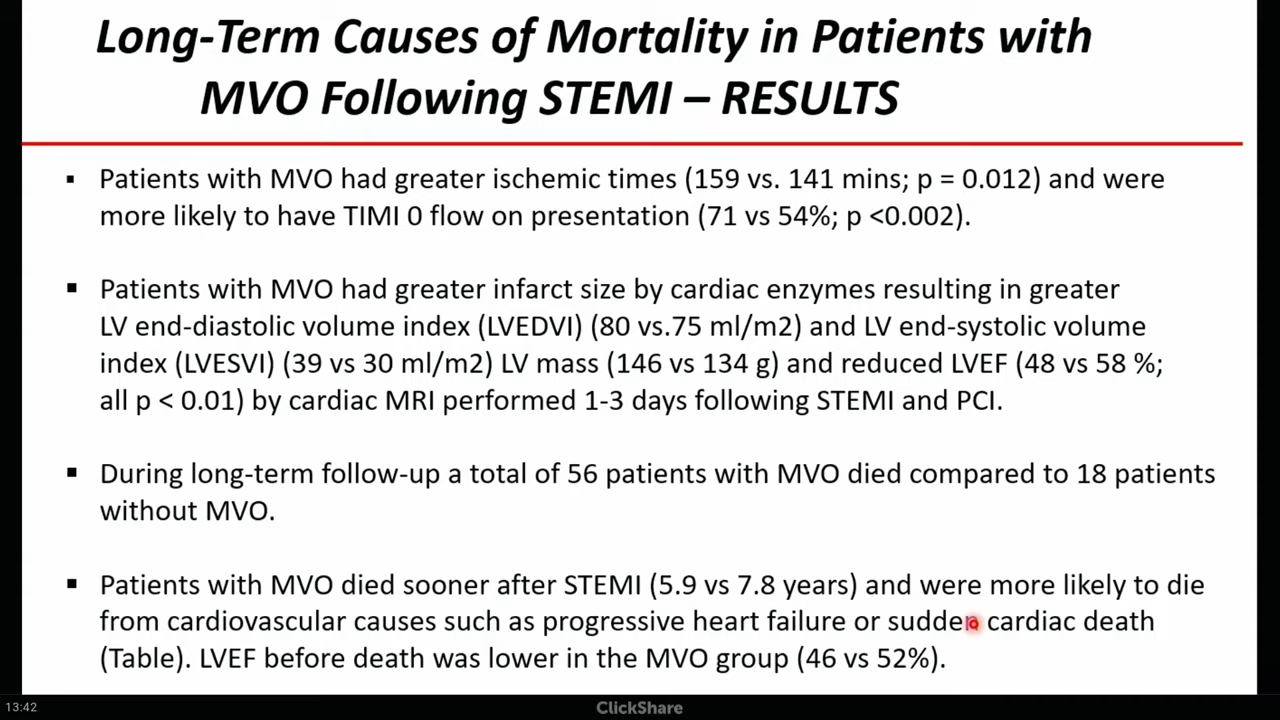 Long-Term Causes of Mortality in Patients with
MVO Following STEMI – RESULTS
▪ Patients with MVO had greater ischemic times (159 vs. 141 mins; p = 0.012) and were
more likely to have TIMI 0 flow on presentation (71 vs 54%; p <0.002).
▪ Patients with MVO had greater infarct size by cardiac enzymes resulting in greater
LV end-diastolic volume index (LVEDVI) (80 vs.75 ml/m2) and LV end-systolic volume
index (LVESVI) (39 vs 30 ml/m2) LV mass (146 vs 134 g) and reduced LVEF (48 vs 58 %;
all p < 0.01) by cardiac MRI performed 1-3 days following STEMI and PCI.
▪ During long-term follow-up a total of 56 patients with MVO died compared to 18 patients
without MVO.
▪ Patients with MVO died sooner after STEMI (5.9 vs 7.8 years) and were more likely to die
from cardiovascular causes such as progressive heart failure or sudden cardiac death
(Table). LVEF before death was lower in the MVO group (46 vs 52%).
13:42
ClickShare